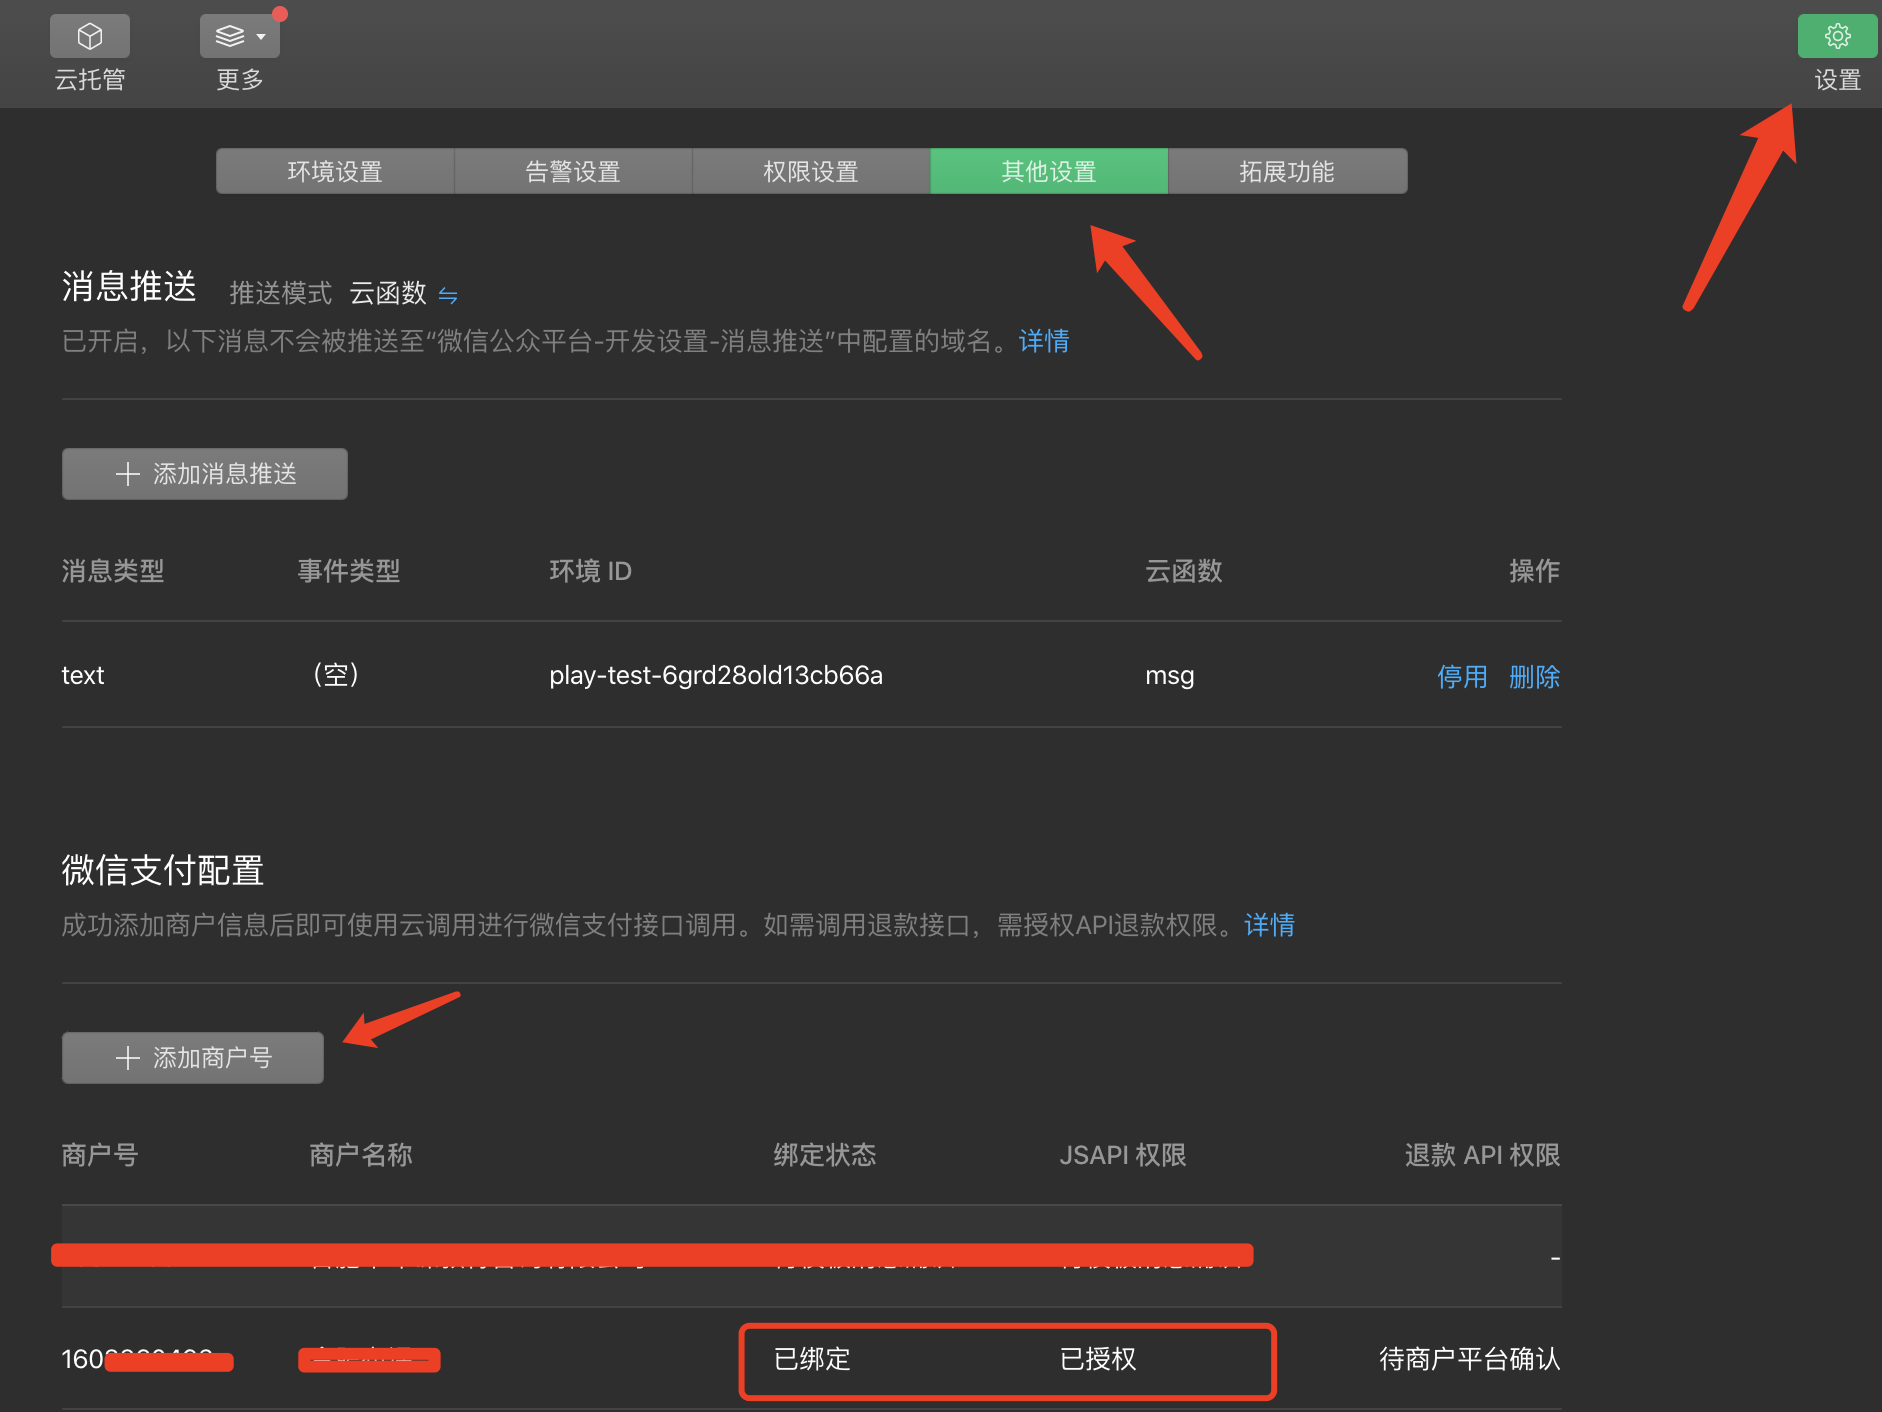 云托管
更多
设置
环境设置 告警设置 权限设置 其他设置 拓展功能
消息推送 推送模式 云函数
已开启，以下消息不会被推送至“微信公众平台-开发设置-消息推送”中配置的域名。详情
添加消息推送
消息类型 事件类型 环境 ID 云函数 操作
text （空） play-test-6grd28old13cb66a msg 停用 删除
微信支付配置
成功添加商户信息后即可使用云调用进行微信支付接口调用。如需调用退款接口，需授权API退款权限。详情
添加商户号
商户号 商户名称 绑定状态 JSAPI 权限 退款 API 权限
-
160 已绑定 已授权 待商户平台确认